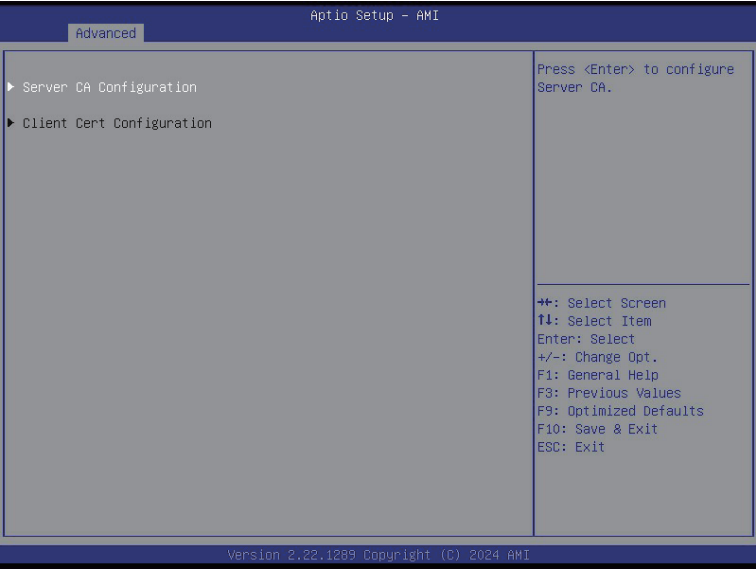 Aptio Setup – AMI
Advanced
Server CA Configuration
Client Cert Configuration
Press <Enter> to configure
Server CA.
→←: Select Screen
↑↓: Select Item
Enter: Select
+/-: Change Opt.
F1: General Help
F3: Previous Values
F9: Optimized Defaults
F10: Save & Exit
ESC: Exit
Version 2.22.1289 Copyright (C) 2024 AMI